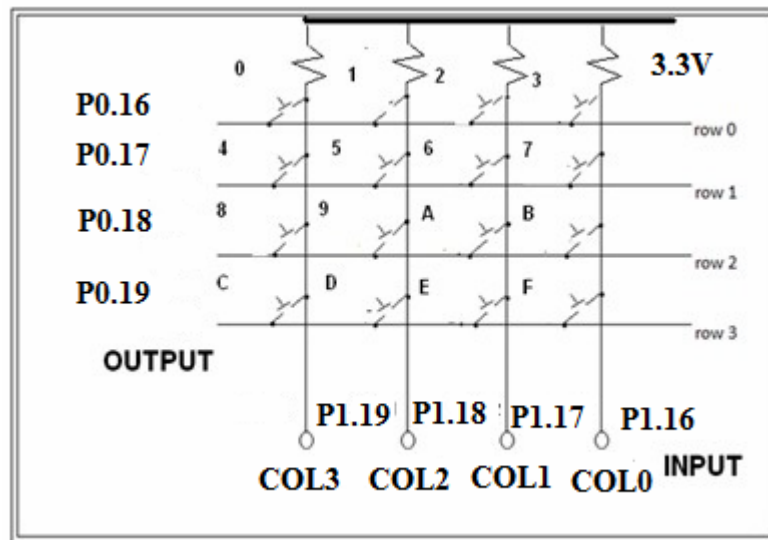 0 1 2 3 3.3V
P0.16
row 0
P0.17 4 5 6 7
row 1
P0.18 8 9 A B
row 2
P0.19 C D E F
row 3
OUTPUT
P1.19 P1.18 P1.17 P1.16
COL3 COL2 COL1 COL0 INPUT